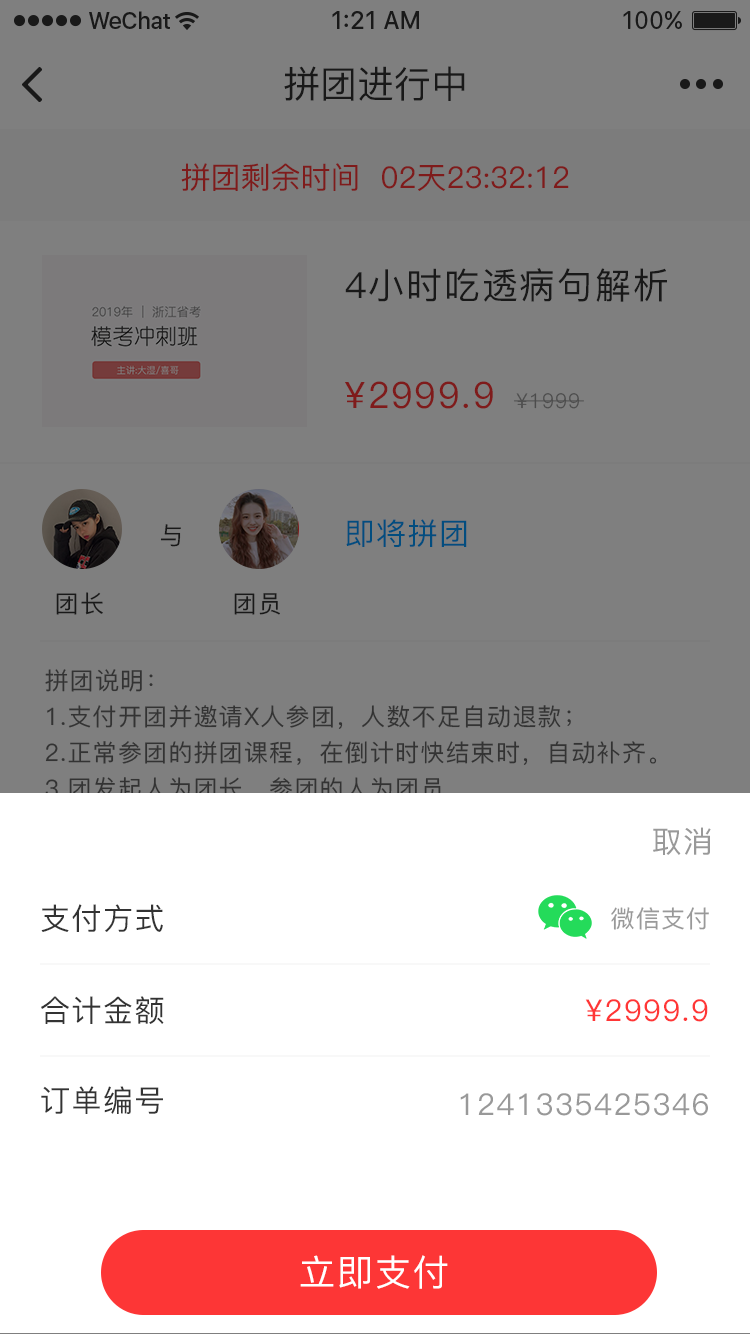 WeChat 1:21 AM 100%
拼团进行中
拼团剩余时间 02天23:32:12
2019年 | 浙江省考
模考冲刺班
主讲:大湿/喜哥
4小时吃透病句解析
¥2999.9 ¥1999
与
即将拼团
团长
团员
拼团说明：
1.支付开团并邀请X人参团，人数不足自动退款；
2.正常参团的拼团课程，在倒计时快结束时，自动补齐。
3.团发起人为团长，参团的人为团员
取消
支付方式 微信支付
合计金额 ¥2999.9
订单编号 1241335425346
立即支付